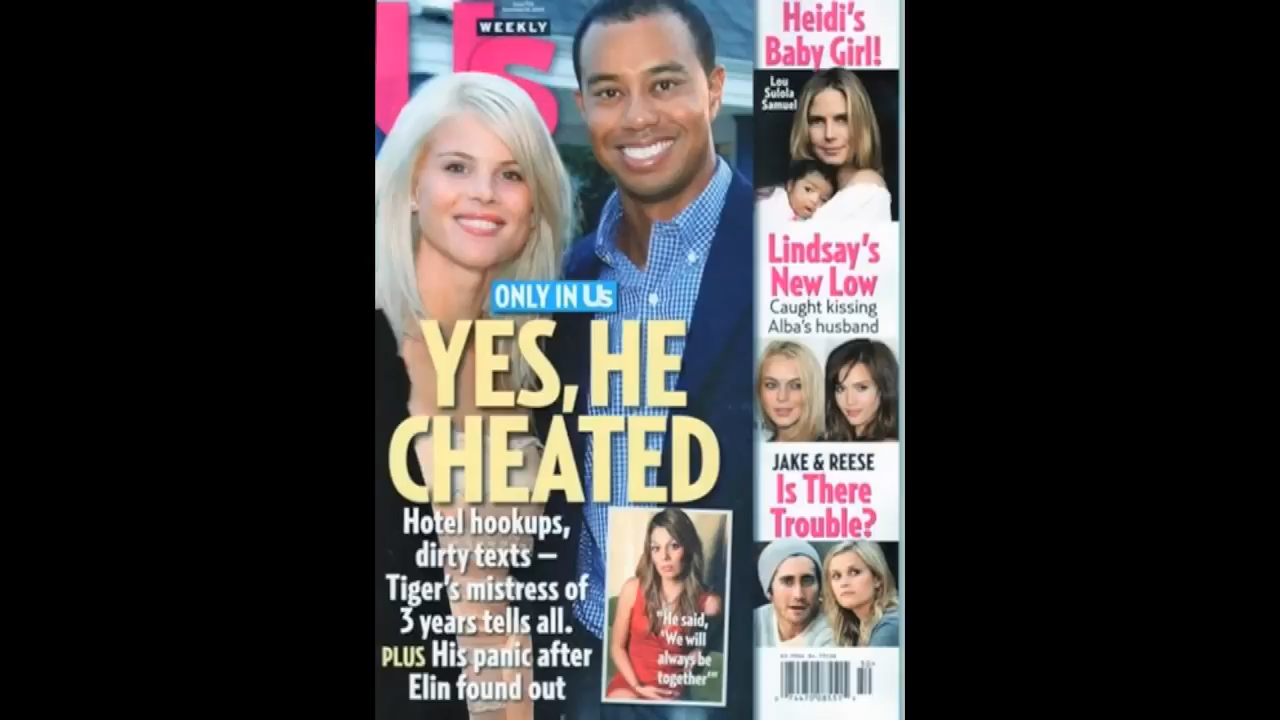 Us
WEEKLY
ONLY IN Us
YES, HE
CHEATED
Hotel hookups,
dirty texts —
Tiger's mistress of
3 years tells all.
PLUS His panic after
Elin found out
"He said,
'We will
always be
together'"
Heidi's
Baby Girl!
Lou
Sulola
Samuel
Lindsay's
New Low
Caught kissing
Alba's husband
JAKE & REESE
Is There
Trouble?